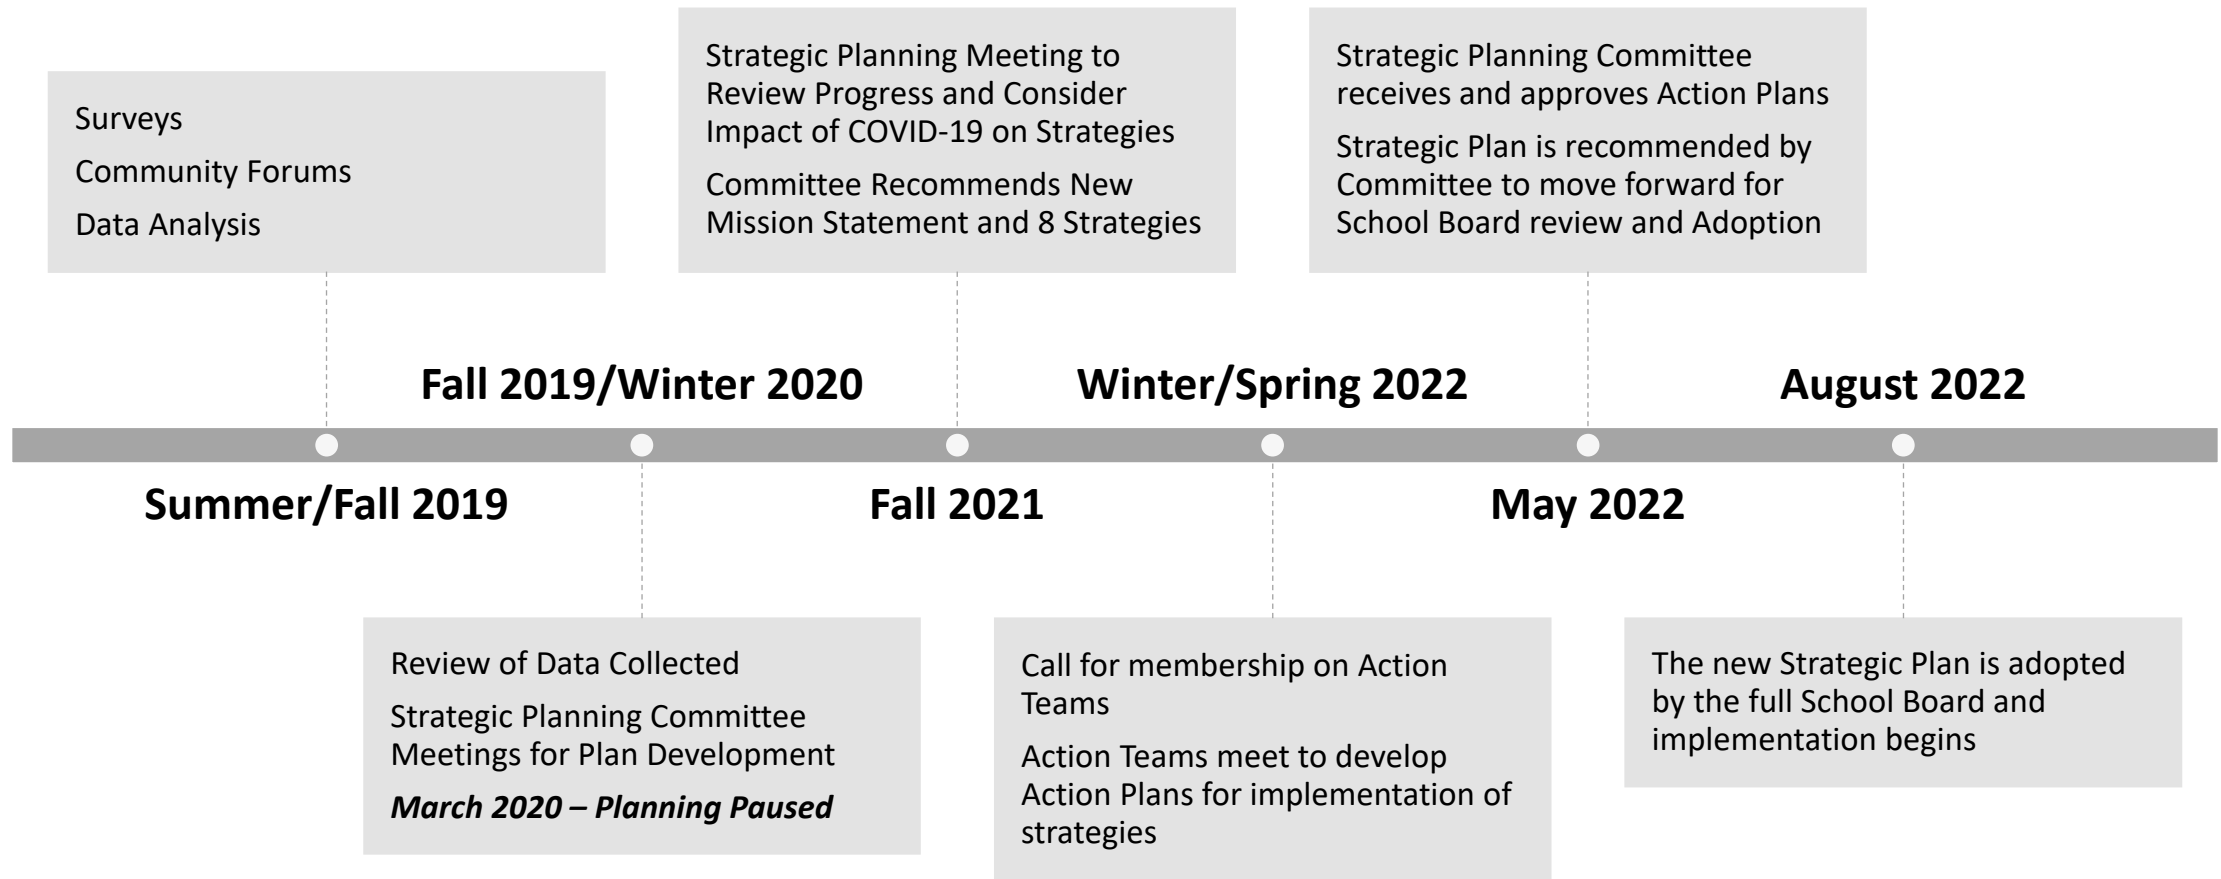 Surveys
Community Forums
Data Analysis
Summer/Fall 2019
Fall 2019/Winter 2020
Review of Data Collected
Strategic Planning Committee
Meetings for Plan Development
March 2020 – Planning Paused
Strategic Planning Meeting to
Review Progress and Consider
Impact of COVID-19 on Strategies
Committee Recommends New
Mission Statement and 8 Strategies
Fall 2021
Winter/Spring 2022
Call for membership on Action
Teams
Action Teams meet to develop
Action Plans for implementation of
strategies
Strategic Planning Committee
receives and approves Action Plans
Strategic Plan is recommended by
Committee to move forward for
School Board review and Adoption
May 2022
August 2022
The new Strategic Plan is adopted
by the full School Board and
implementation begins